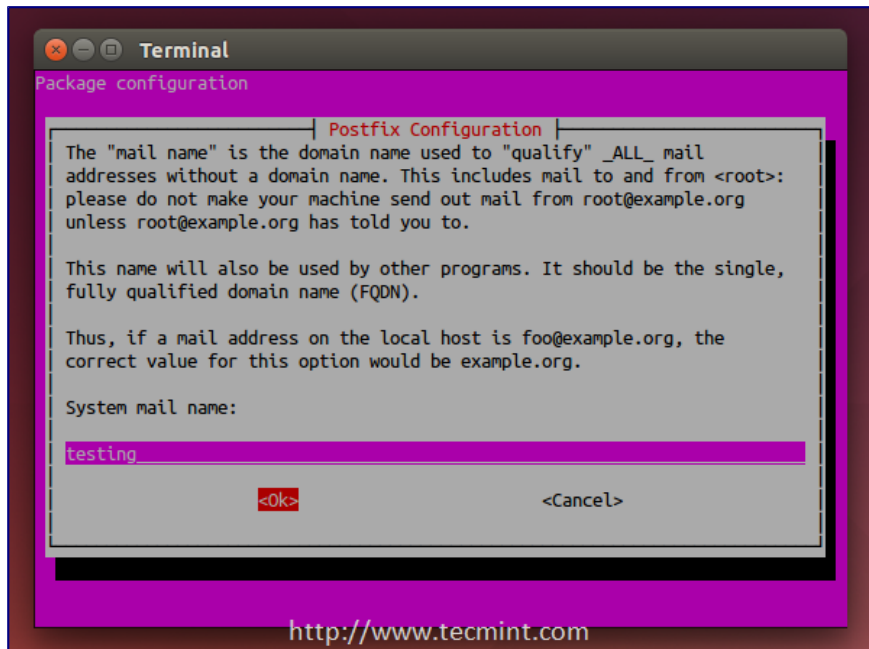 Terminal
Package configuration
Postfix Configuration
The "mail name" is the domain name used to "qualify" _ALL_ mail
addresses without a domain name. This includes mail to and from <root>:
please do not make your machine send out mail from root@example.org
unless root@example.org has told you to.
This name will also be used by other programs. It should be the single,
fully qualified domain name (FQDN).
Thus, if a mail address on the local host is foo@example.org, the
correct value for this option would be example.org.
System mail name:
testing
<Ok> <Cancel>
http://www.tecmint.com